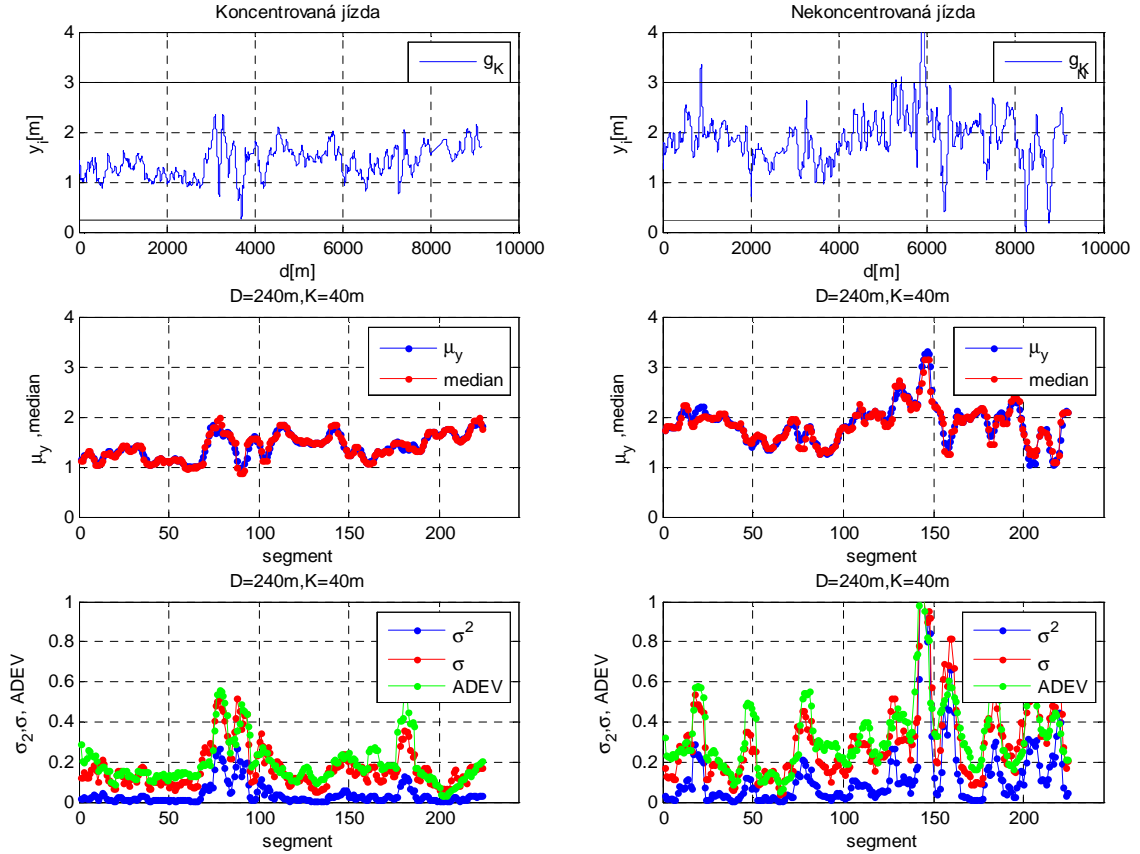 Koncentrovaná jízda
4
3
2
1
0
y_i[m]
g_K
0 2000 4000 6000 8000 10000
d[m]
Nekoncentrovaná jízda
4
3
2
1
0
y_i[m]
g_K
N
0 2000 4000 6000 8000 10000
d[m]
D=240m,K=40m
4
3
2
1
0
μ_y ,median
μ_y
median
0 50 100 150 200
segment
D=240m,K=40m
4
3
2
1
0
μ_y ,median
μ_y
median
0 50 100 150 200
segment
D=240m,K=40m
1
0.8
0.6
0.4
0.2
0
σ_2,σ, ADEV
σ^2
σ
ADEV
0 50 100 150 200
segment
D=240m,K=40m
1
0.8
0.6
0.4
0.2
0
σ_2,σ, ADEV
σ^2
σ
ADEV
0 50 100 150 200
segment